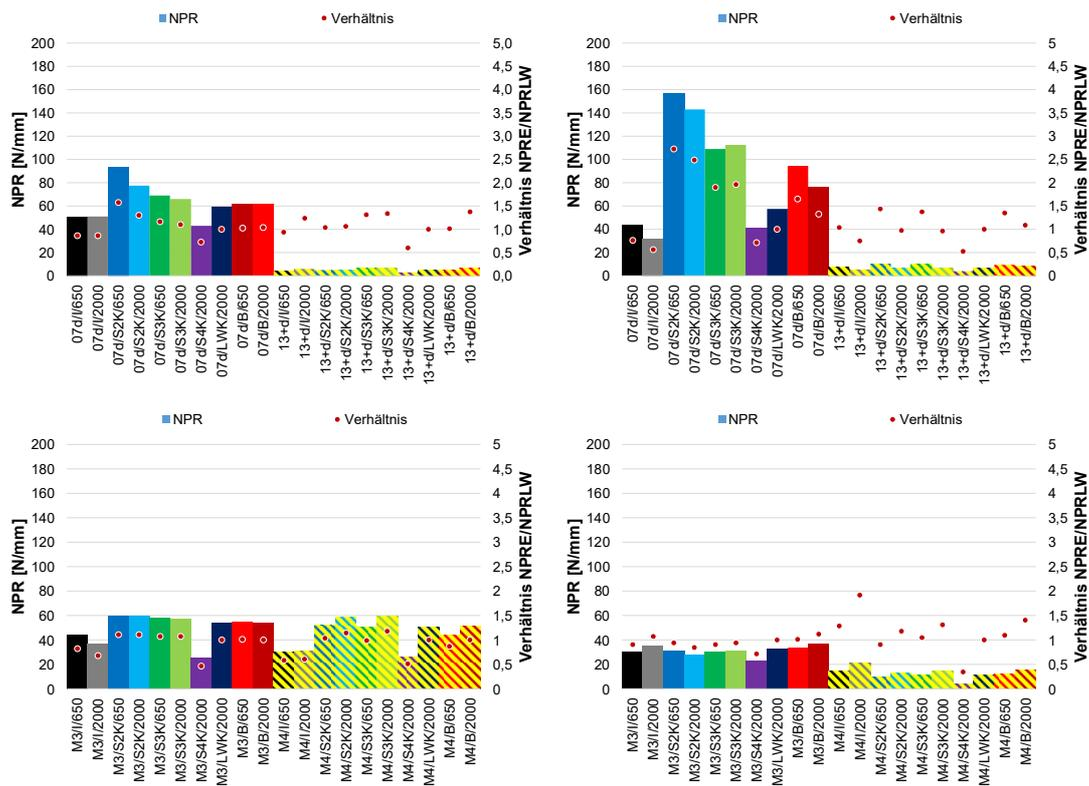 NPR
Verhältnis
NPR [N/mm]
200
180
160
140
120
100
80
60
40
20
0
5,0
4,5
4,0
3,5
3,0
2,5
2,0
1,5
1,0
0,5
0,0
Verhältnis NPRE/NPRLW
07d/I/650
07d/I/2000
07d/S2K/650
07d/S2K/2000
07d/S3K/650
07d/S3K/2000
07d/S4K/2000
07d/LWK2000
07d/B/650
07d/B/2000
13+d/I/650
13+d/I/2000
13+d/S2K/650
13+d/S2K/2000
13+d/S3K/650
13+d/S3K/2000
13+d/S4K/2000
13+d/LWK2000
13+d/B/650
13+d/B/2000
NPR
Verhältnis
NPR [N/mm]
200
180
160
140
120
100
80
60
40
20
0
5
4,5
4
3,5
3
2,5
2
1,5
1
0,5
0
Verhältnis NPRE/NPRLW
07d/I/650
07d/I/2000
07d/S2K/650
07d/S2K/2000
07d/S3K/650
07d/S3K/2000
07d/S4K/2000
07d/LWK2000
07d/B/650
07d/B/2000
13+d/I/650
13+d/I/2000
13+d/S2K/650
13+d/S2K/2000
13+d/S3K/650
13+d/S3K/2000
13+d/S4K/2000
13+d/LWK2000
13+d/B/650
13+d/B/2000
NPR
Verhältnis
NPR [N/mm]
200
180
160
140
120
100
80
60
40
20
0
5
4,5
4
3,5
3
2,5
2
1,5
1
0,5
0
Verhältnis NPRE/NPRLW
M3/I/650
M3/I/2000
M3/S2K/650
M3/S2K/2000
M3/S3K/650
M3/S3K/2000
M3/S4K/2000
M3/LWK/2000
M3/B/650
M3/B/2000
M4/I/650
M4/I/2000
M4/S2K/650
M4/S2K/2000
M4/S3K/650
M4/S3K/2000
M4/S4K/2000
M4/LWK/2000
M4/B/650
M4/B/2000
NPR
Verhältnis
NPR [N/mm]
200
180
160
140
120
100
80
60
40
20
0
5
4,5
4
3,5
3
2,5
2
1,5
1
0,5
0
Verhältnis NPRE/NPRLW
M3/I/650
M3/I/2000
M3/S2K/650
M3/S2K/2000
M3/S3K/650
M3/S3K/2000
M3/S4K/2000
M3/LWK/2000
M3/B/650
M3/B/2000
M4/I/650
M4/I/2000
M4/S2K/650
M4/S2K/2000
M4/S3K/650
M4/S3K/2000
M4/S4K/2000
M4/LWK/2000
M4/B/650
M4/B/2000